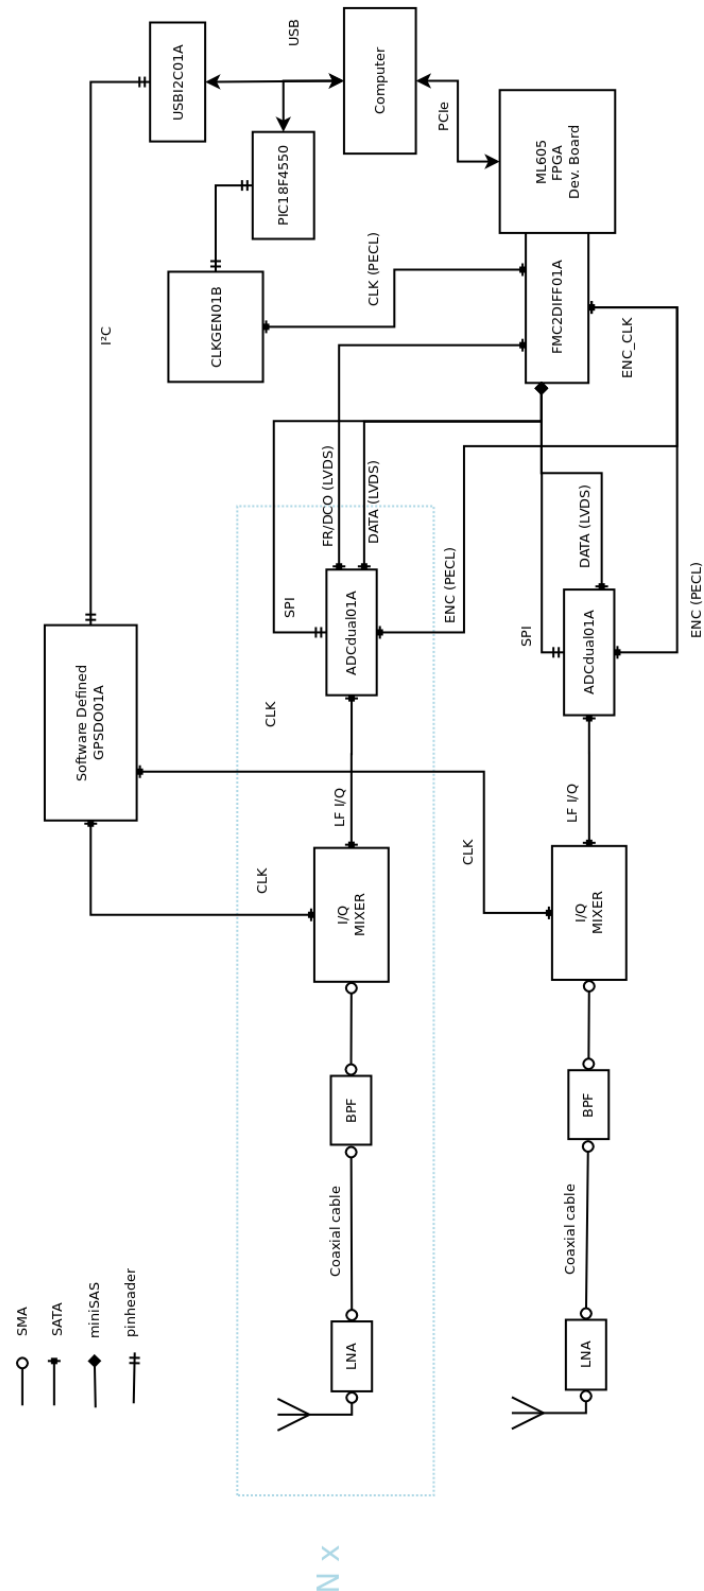 SMA
SATA
miniSAS
pinheader
N x
LNA
Coaxial cable
BPF
I/Q
MIXER
CLK
LF I/Q
CLK
ADCdual01A
SPI
FR/DCO (LVDS)
DATA (LVDS)
ENC (PECL)
LNA
Coaxial cable
BPF
I/Q
MIXER
CLK
LF I/Q
ADCdual01A
SPI
DATA (LVDS)
ENC (PECL)
Software Defined
GPSDO01A
I²C
USBI2C01A
USB
Computer
PIC18F4550
CLKGEN01B
CLK (PECL)
PCIe
ML605
FPGA
Dev. Board
FMC2DIFF01A
ENC_CLK